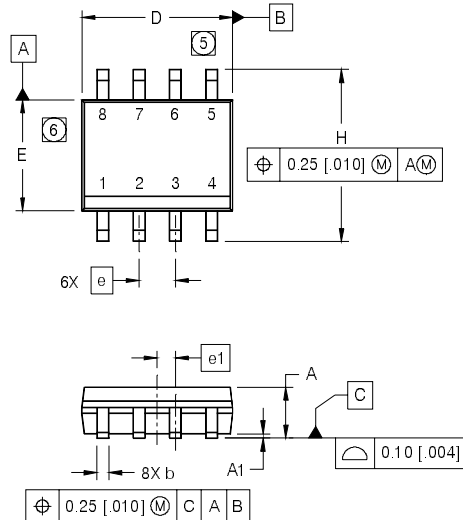 D
B
5
A
8 7 6 5
6
E
H
⌖ 0.25 [.010] Ⓜ A Ⓜ
1 2 3 4
6X e
e1
A
C
A1
8X b
⌓ 0.10 [.004]
⌖ 0.25 [.010] Ⓜ C A B